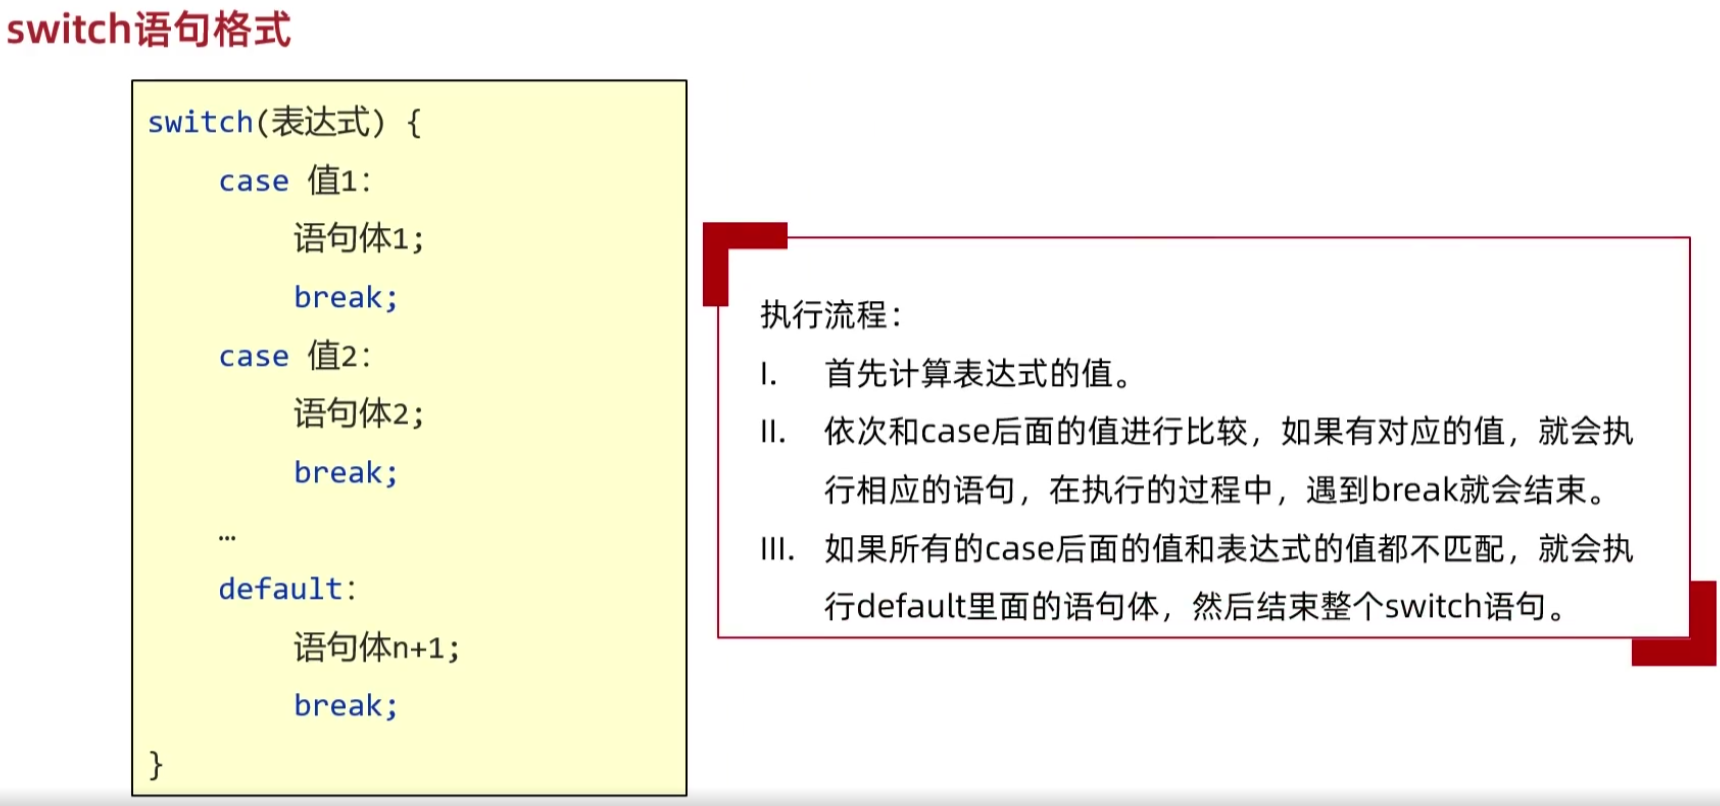 switch语句格式
switch(表达式) {
case 值1:
语句体1;
break;
case 值2:
语句体2;
break;
…
default:
语句体n+1;
break;
}
执行流程：
I. 首先计算表达式的值。
II. 依次和case后面的值进行比较，如果有对应的值，就会执
行相应的语句，在执行的过程中，遇到break就会结束。
III. 如果所有的case后面的值和表达式的值都不匹配，就会执
行default里面的语句体，然后结束整个switch语句。